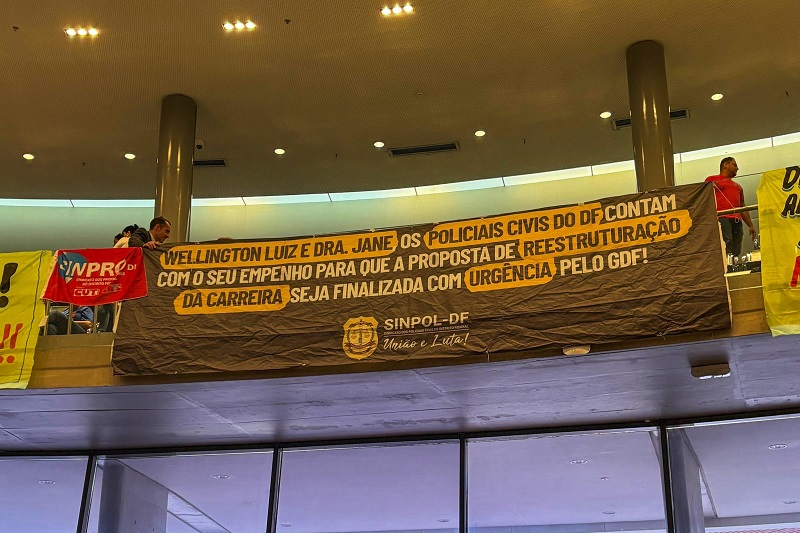 WELLINGTON LUIZ E DRA. JANE, OS POLICIAIS CIVIS DO DF CONTAM
COM O SEU EMPENHO PARA QUE A PROPOSTA DE REESTRUTURAÇÃO
DA CARREIRA SEJA FINALIZADA COM URGÊNCIA PELO GDF!
SINPOL-DF
União e Luta!
SINPRO.DF
CUT
!
!!